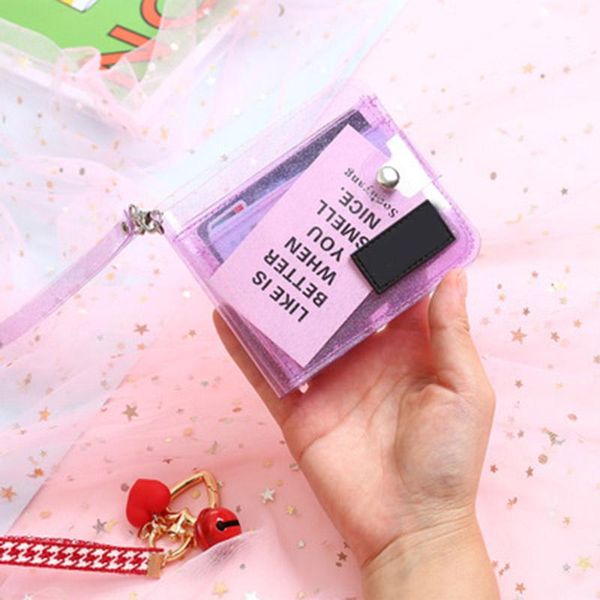 LIKE IS
BETTER
WHEN
YOU
SMELL
NICE.